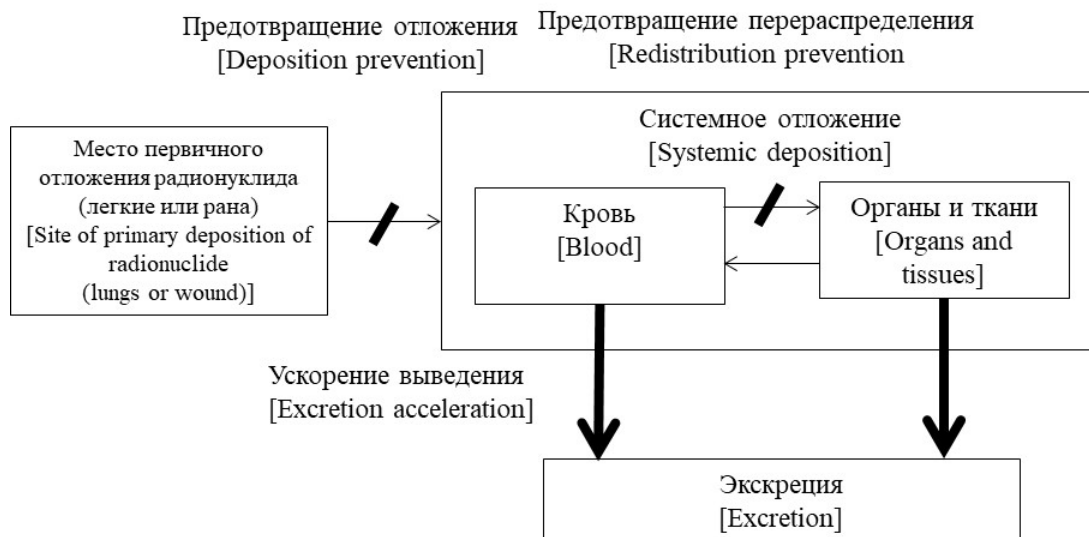 Предотвращение отложения
[Deposition prevention]
Предотвращение перераспределения
[Redistribution prevention
Место первичного
отложения радионуклида
(легкие или рана)
[Site of primary deposition of
radionuclide
(lungs or wound)]
Системное отложение
[Systemic deposition]
Кровь
[Blood]
Органы и ткани
[Organs and
tissues]
Ускорение выведения
[Excretion acceleration]
Экскреция
[Excretion]